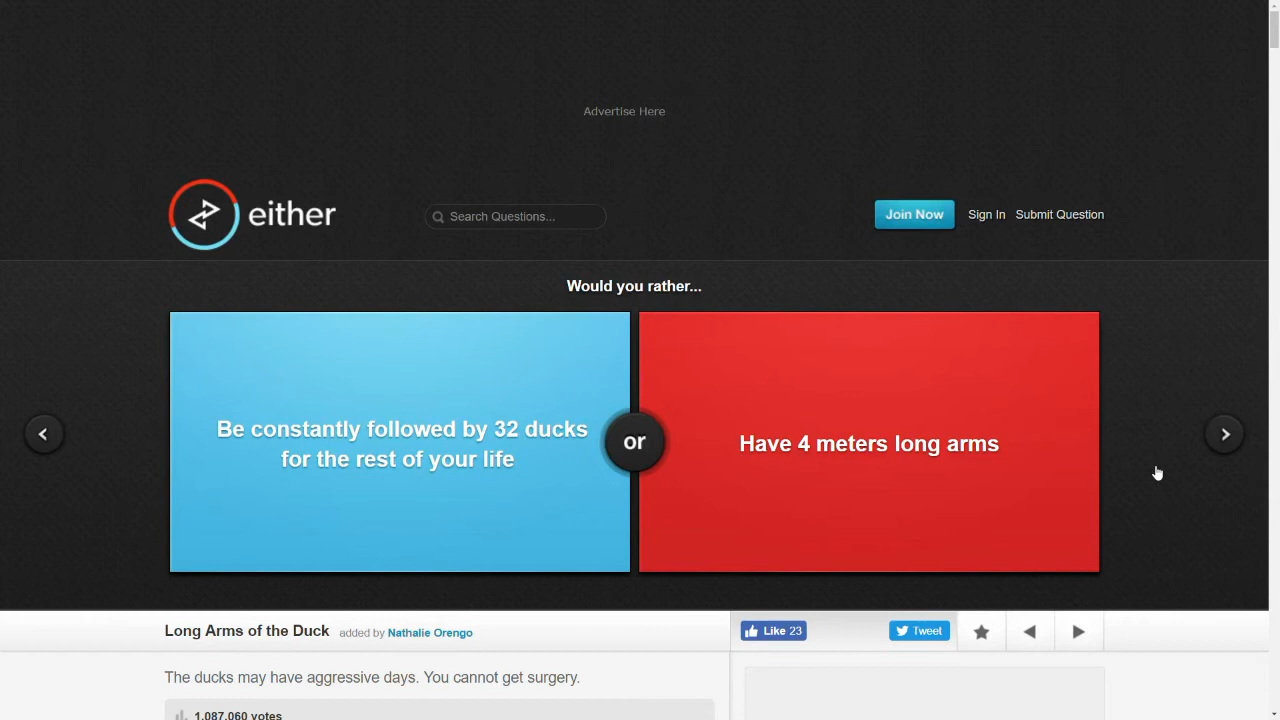 Advertise Here
either
Search Questions...
Join Now
Sign In
Submit Question
Would you rather...
Be constantly followed by 32 ducks
for the rest of your life
or
Have 4 meters long arms
Long Arms of the Duck
added by Nathalie Orengo
Like 23
Tweet
The ducks may have aggressive days. You cannot get surgery.
1,087,060 votes